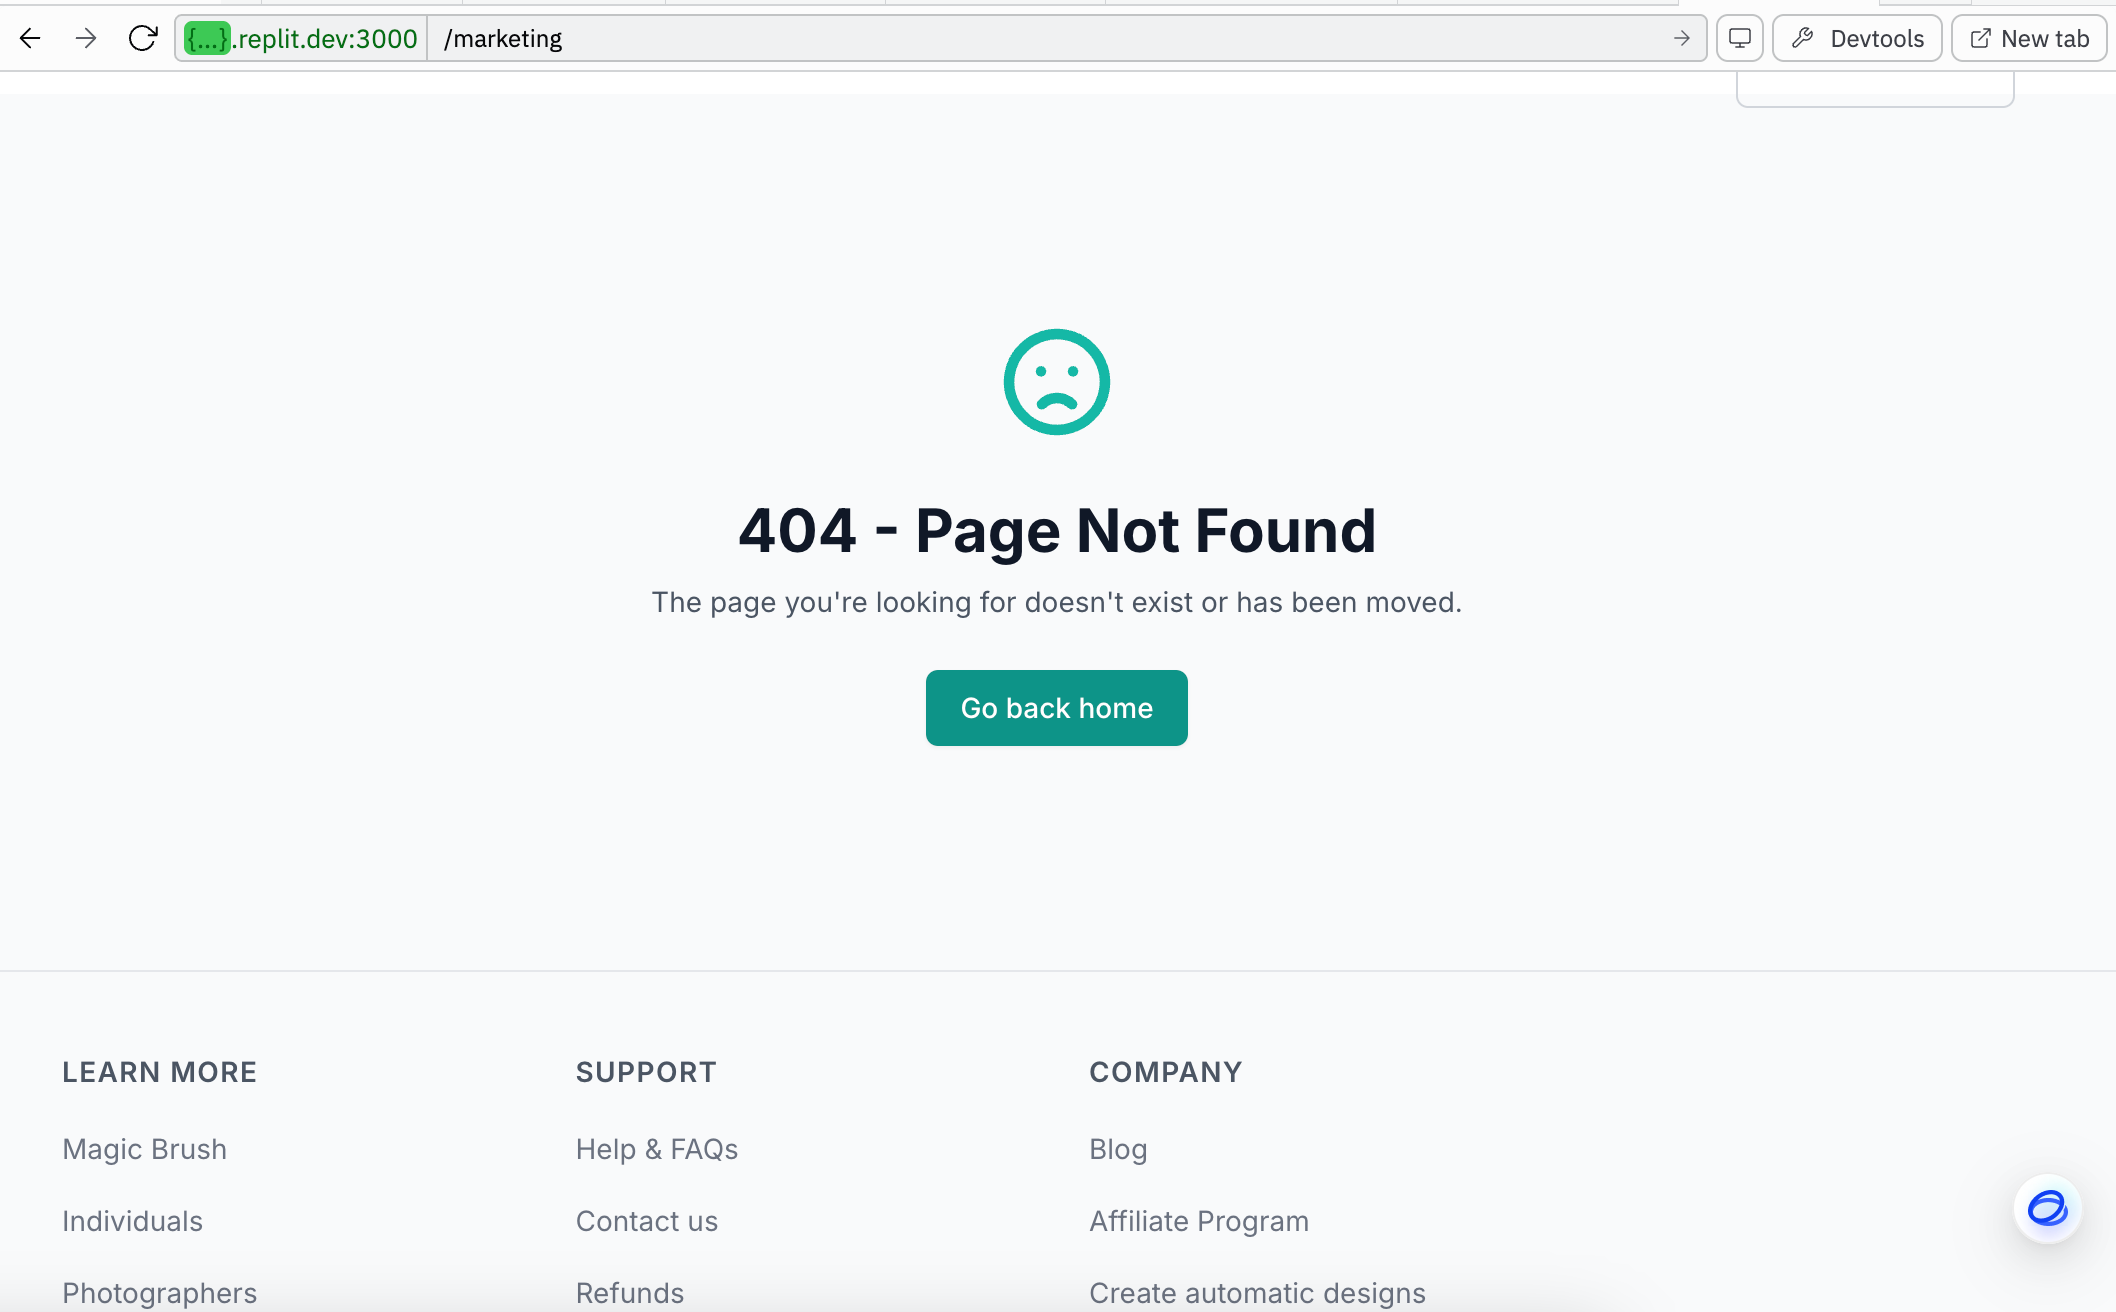 {...}.replit.dev:3000 /marketing
Devtools
New tab
404 - Page Not Found
The page you're looking for doesn't exist or has been moved.
Go back home
LEARN MORE
Magic Brush
Individuals
Photographers
SUPPORT
Help & FAQs
Contact us
Refunds
COMPANY
Blog
Affiliate Program
Create automatic designs